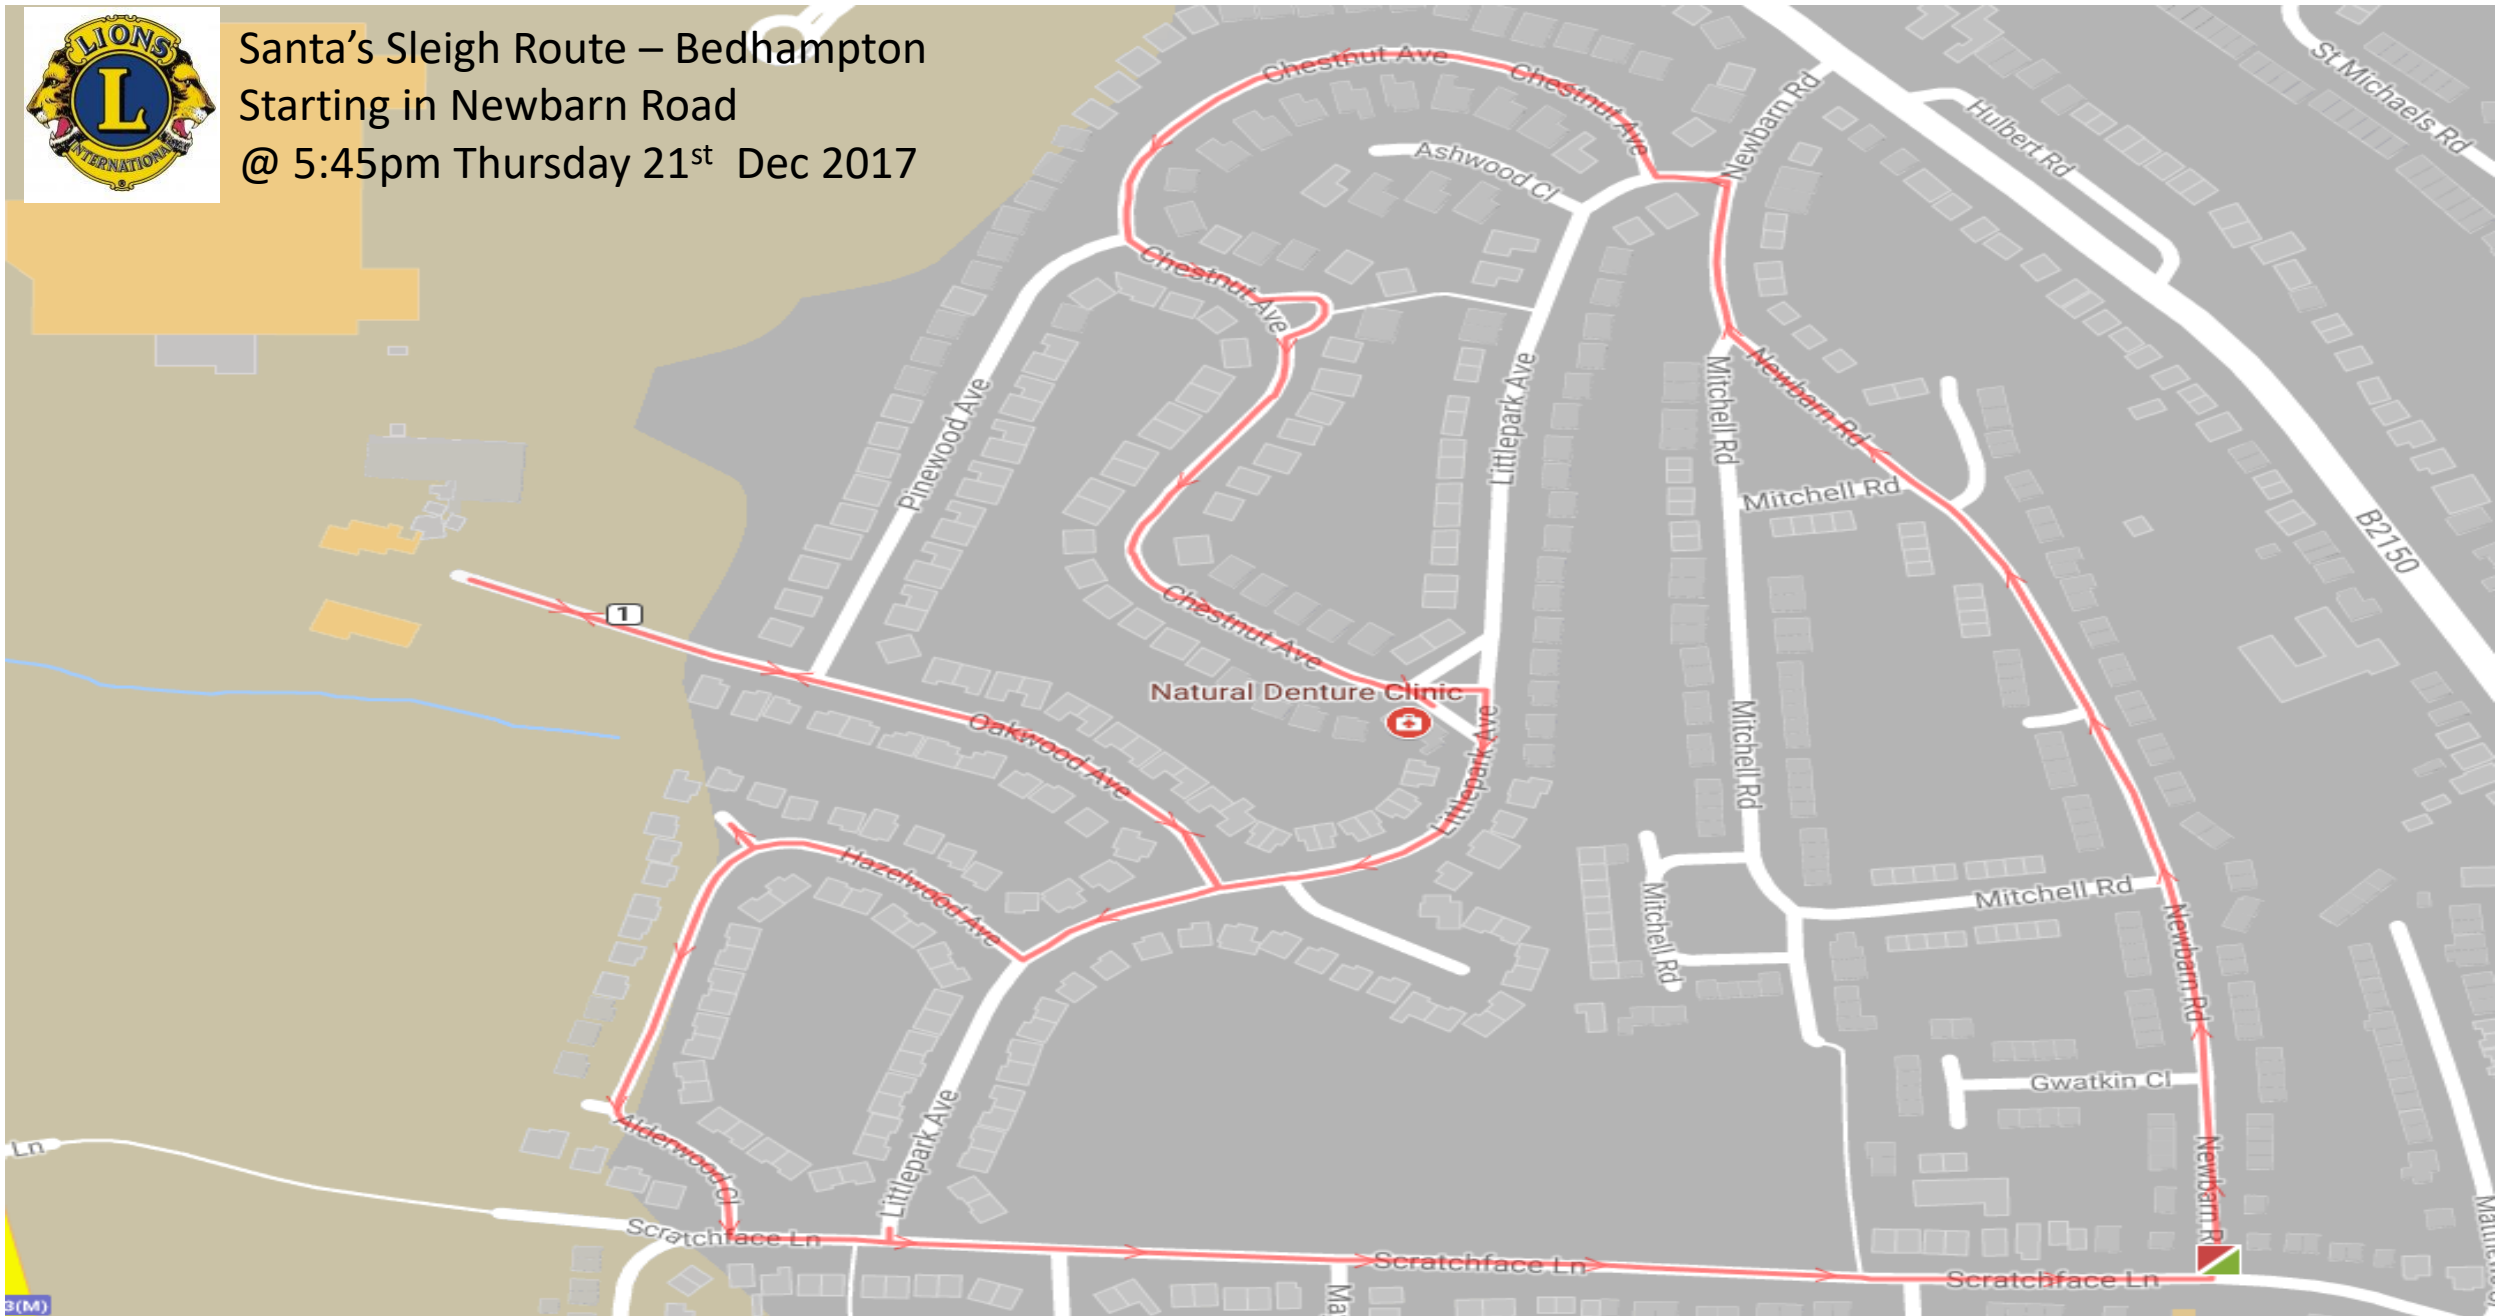 LIONS
L
INTERNATIONAL
®
Santa’s Sleigh Route – Bedhampton
Starting in Newbarn Road
@ 5:45pm Thursday 21st Dec 2017
Chestnut Ave
Chestnut Ave
Newbarn Rd
St Michaels Rd
Hulbert Rd
Ashwood Cl
Chestnut Ave
Pinewood Ave
Littlepark Ave
Mitchell Rd
Newbarn Rd
Mitchell Rd
B2150
1
Chestnut Ave
Natural Denture Clinic
Oakwood Ave
Littlepark Ave
Mitchell Rd
Hazelwood Ave
Mitchell Rd
Mitchell Rd
Newbarn Rd
Gwatkin Cl
Ln
Alderwood Cl
Littlepark Ave
Newbarn R
Scratchface Ln
Scratchface Ln
Scratchface Ln
Ma
3(M)